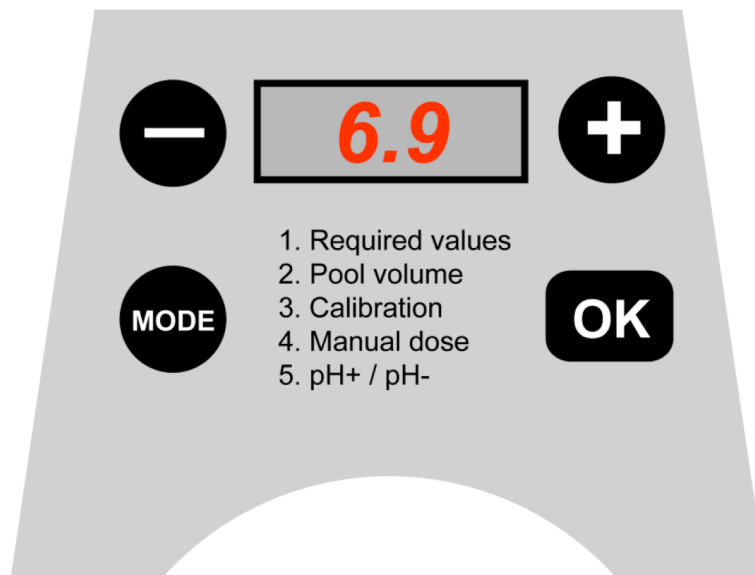 −
6.9
+
1. Required values
2. Pool volume
3. Calibration
4. Manual dose
5. pH+ / pH-
MODE
OK